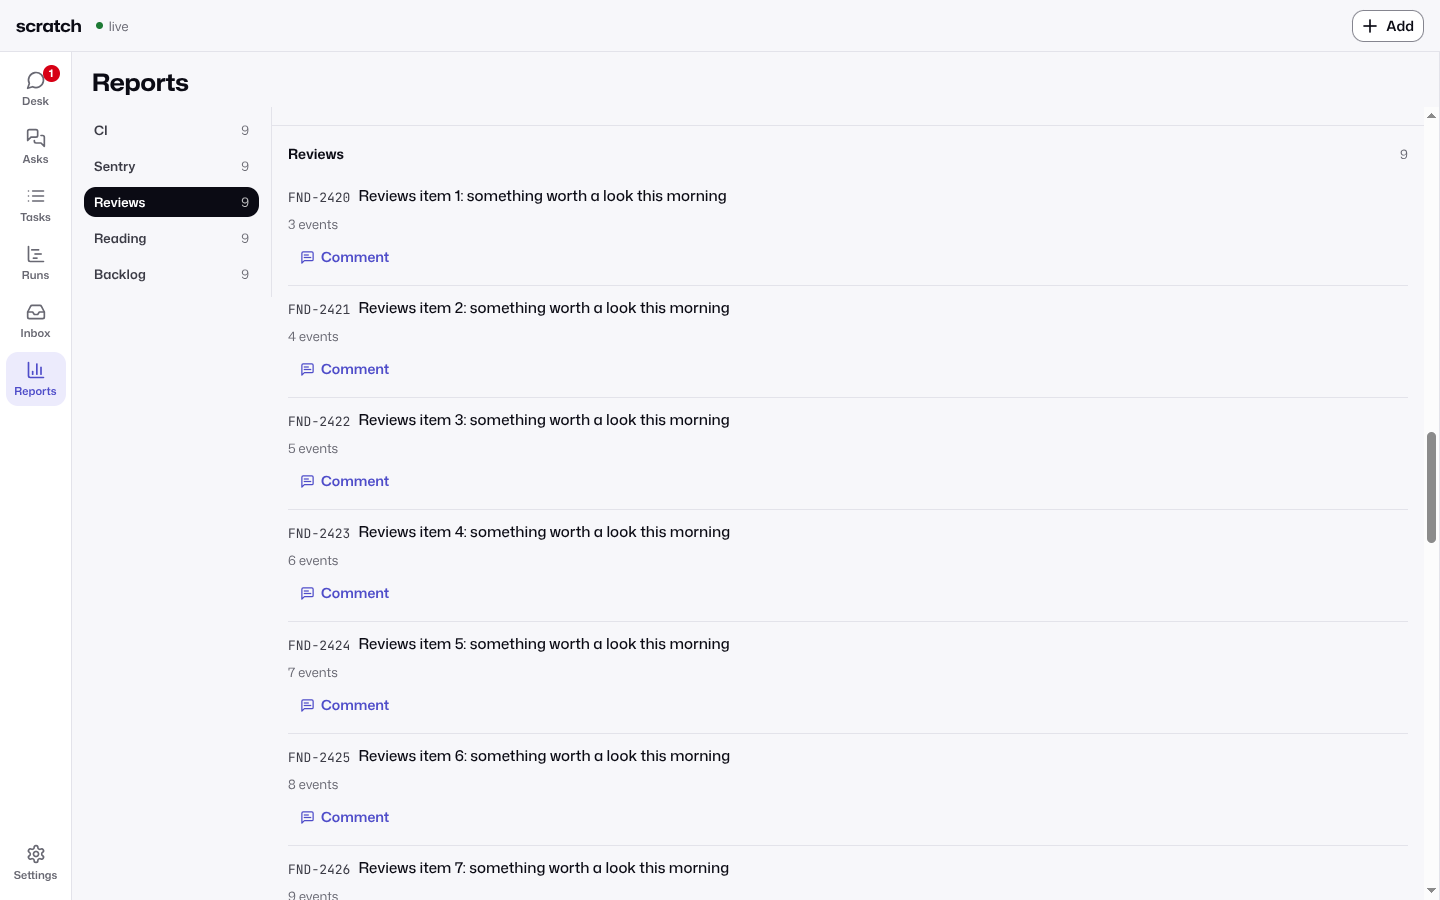 scratch
live
Add
1
Desk
Asks
Tasks
Runs
Inbox
Reports
Settings
Reports
CI 9
Sentry 9
Reviews 9
Reading 9
Backlog 9
Reviews 9
FND-2420 Reviews item 1: something worth a look this morning
3 events
Comment
FND-2421 Reviews item 2: something worth a look this morning
4 events
Comment
FND-2422 Reviews item 3: something worth a look this morning
5 events
Comment
FND-2423 Reviews item 4: something worth a look this morning
6 events
Comment
FND-2424 Reviews item 5: something worth a look this morning
7 events
Comment
FND-2425 Reviews item 6: something worth a look this morning
8 events
Comment
FND-2426 Reviews item 7: something worth a look this morning
9 events